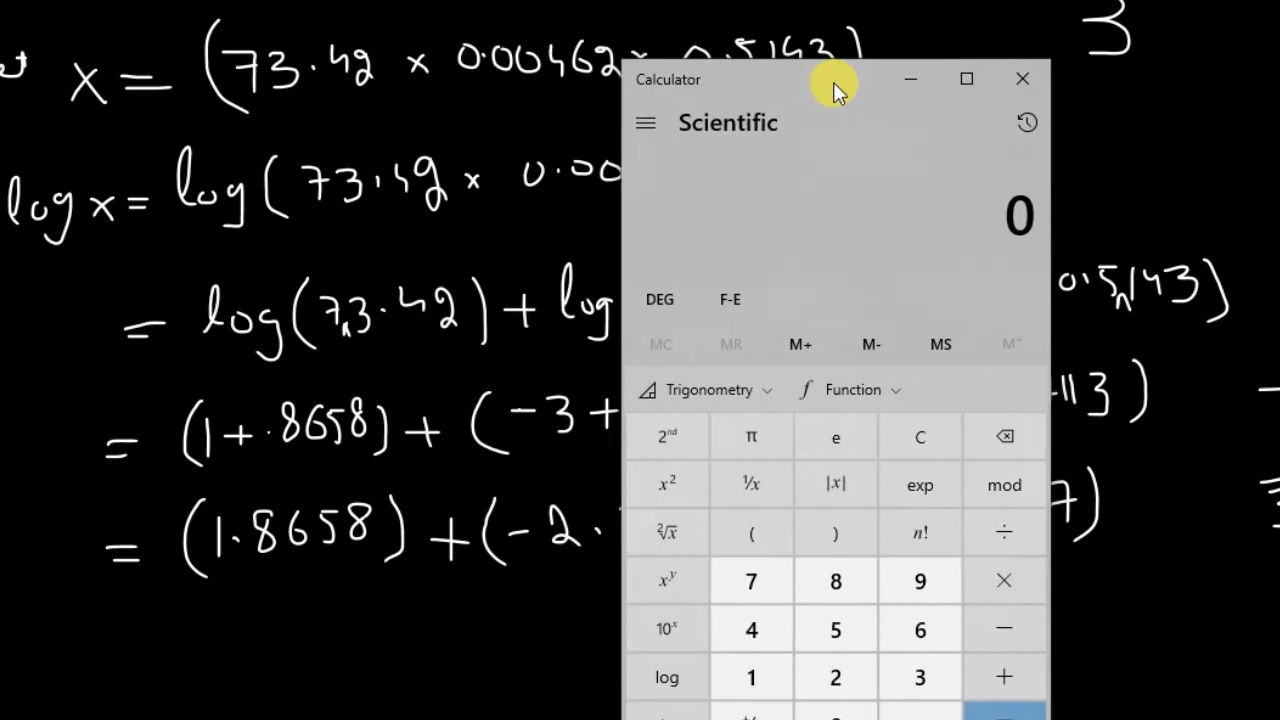 x = (73.42 × 0.00462 × 0.5143)
3
log x = log(73.42 × 0.00
= log(73.42) + log 0.5143)
= (1+.8658) + (-3+ 113)
= (1.8658) + (-2. 7)
Calculator
Scientific
0
DEG F-E
MC MR M+ M- MS M˅
Trigonometry f Function
2nd π e C
x² ¹/x |x| exp mod
²√x ( ) n! ÷
xʸ 7 8 9 ×
10ˣ 4 5 6 −
log 1 2 3 +